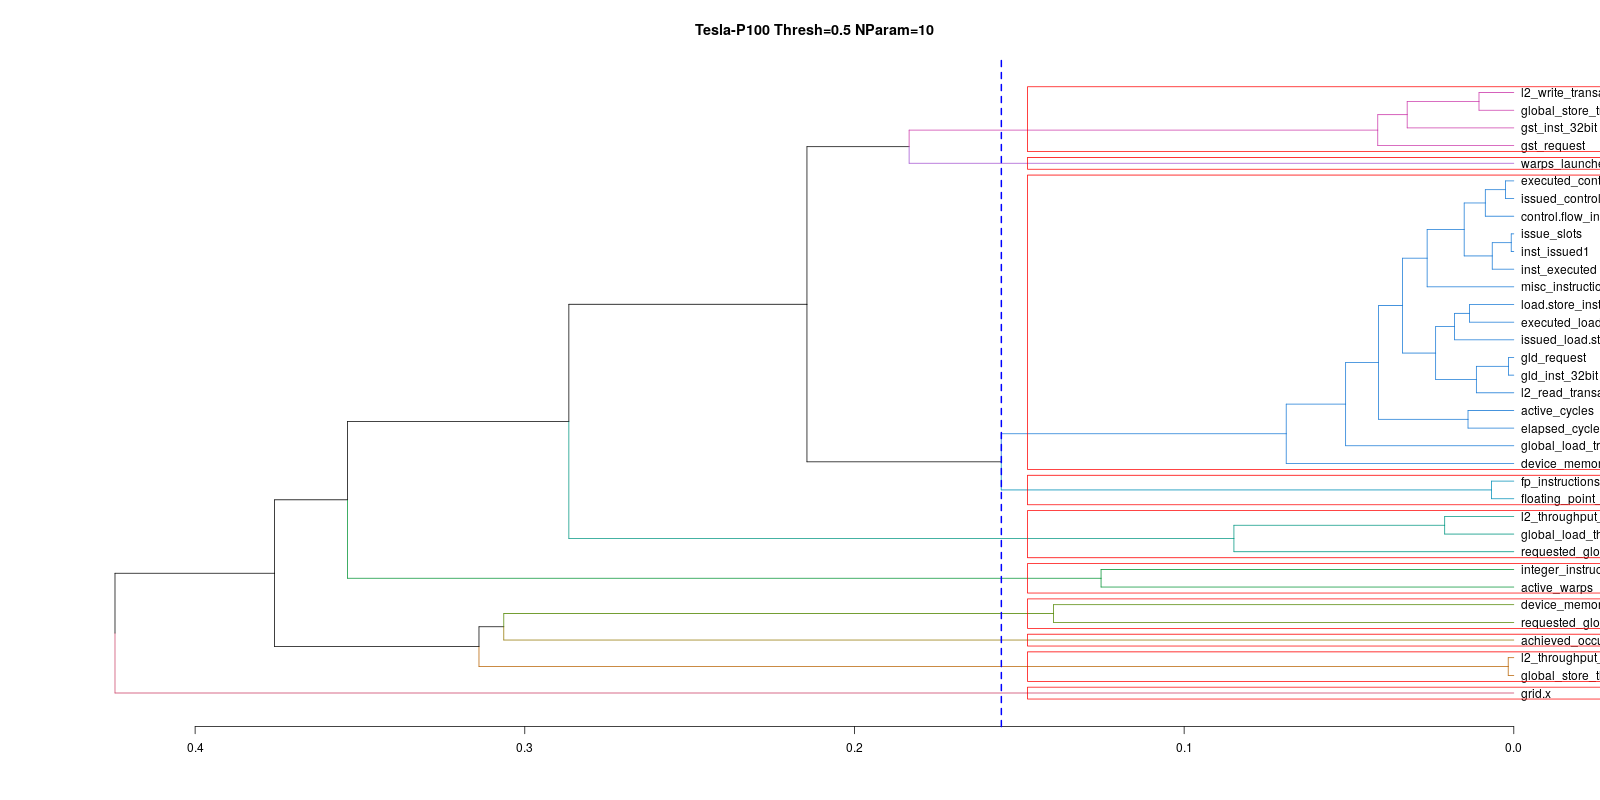 Tesla-P100 Thresh=0.5 NParam=10
l2_write_transa
global_store_t
gst_inst_32bit
gst_request
warps_launche
executed_cont
issued_control
control.flow_in
issue_slots
inst_issued1
inst_executed
misc_instructio
load.store_inst
executed_load
issued_load.st
gld_request
gld_inst_32bit
l2_read_transa
active_cycles
elapsed_cycle
global_load_tr
device_memor
fp_instructions
floating_point_
l2_throughput_
global_load_th
requested_glo
integer_instruc
active_warps
device_memor
requested_glo
achieved_occu
l2_throughput_
global_store_t
grid.x
0.4 0.3 0.2 0.1 0.0